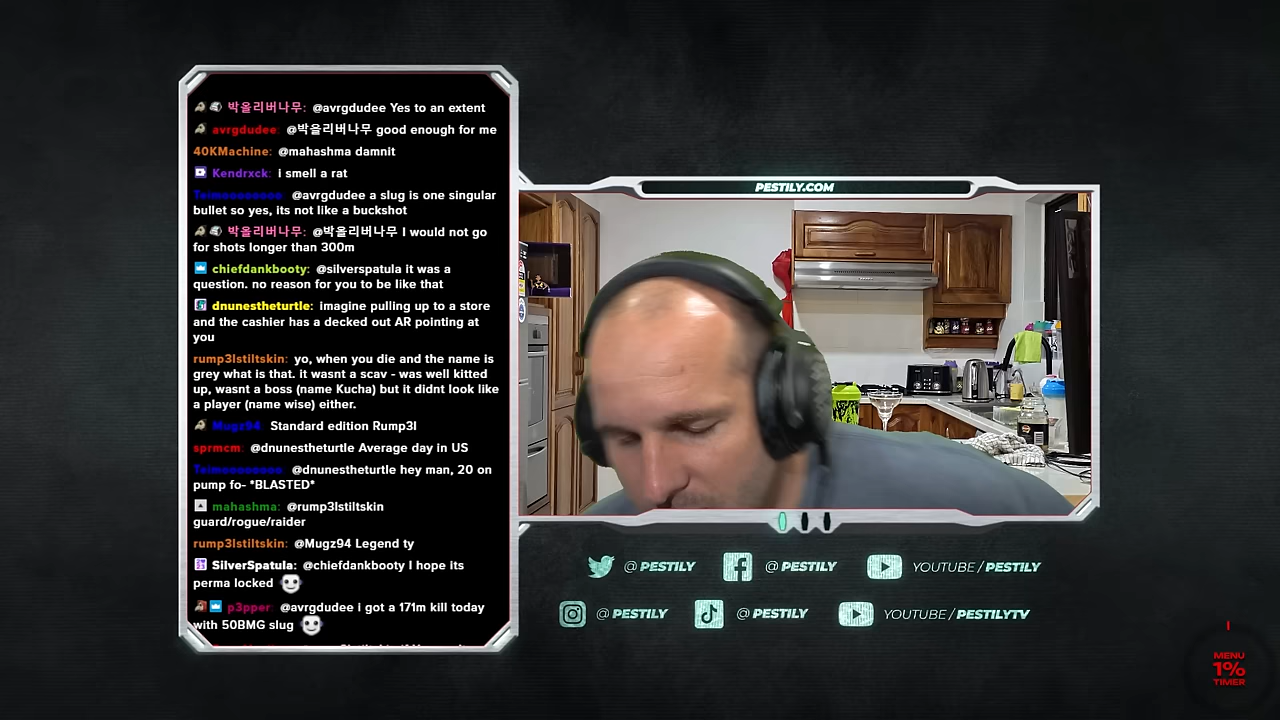 박올리버나무: @avrgdudee Yes to an extent
avrgdudee: @박올리버나무 good enough for me
40KMachine: @mahashma damnit
Kendrxck: i smell a rat
@avrgdudee a slug is one singular
bullet so yes, its not like a buckshot
박올리버나무: @박올리버나무 I would not go
for shots longer than 300m
chiefdankbooty: @silverspatula it was a
question. no reason for you to be like that
dnunestheturtle: imagine pulling up to a store
and the cashier has a decked out AR pointing at
you
rump3lstiltskin: yo, when you die and the name is
grey what is that. it wasnt a scav - was well kitted
up, wasnt a boss (name Kucha) but it didnt look like
a player (name wise) either.
Mugz94: Standard edition Rump3l
sprmcm: @dnunestheturtle Average day in US
@dnunestheturtle hey man, 20 on
pump fo- *BLASTED*
mahashma: @rump3lstiltskin
guard/rogue/raider
rump3lstiltskin: @Mugz94 Legend ty
SilverSpatula: @chiefdankbooty I hope its
perma locked
p3pper: @avrgdudee i got a 171m kill today
with 50BMG slug
PESTILY.COM
@PESTILY @PESTILY YOUTUBE/PESTILY
@PESTILY @PESTILY YOUTUBE/PESTILYTV
MENU
1%
TIMER